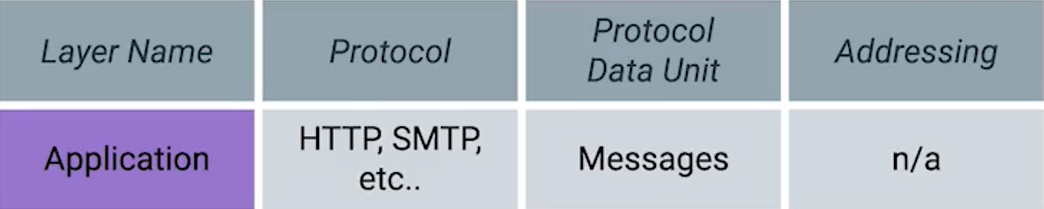 Layer Name
Protocol
Protocol
Data Unit
Addressing
Application
HTTP, SMTP,
etc..
Messages
n/a